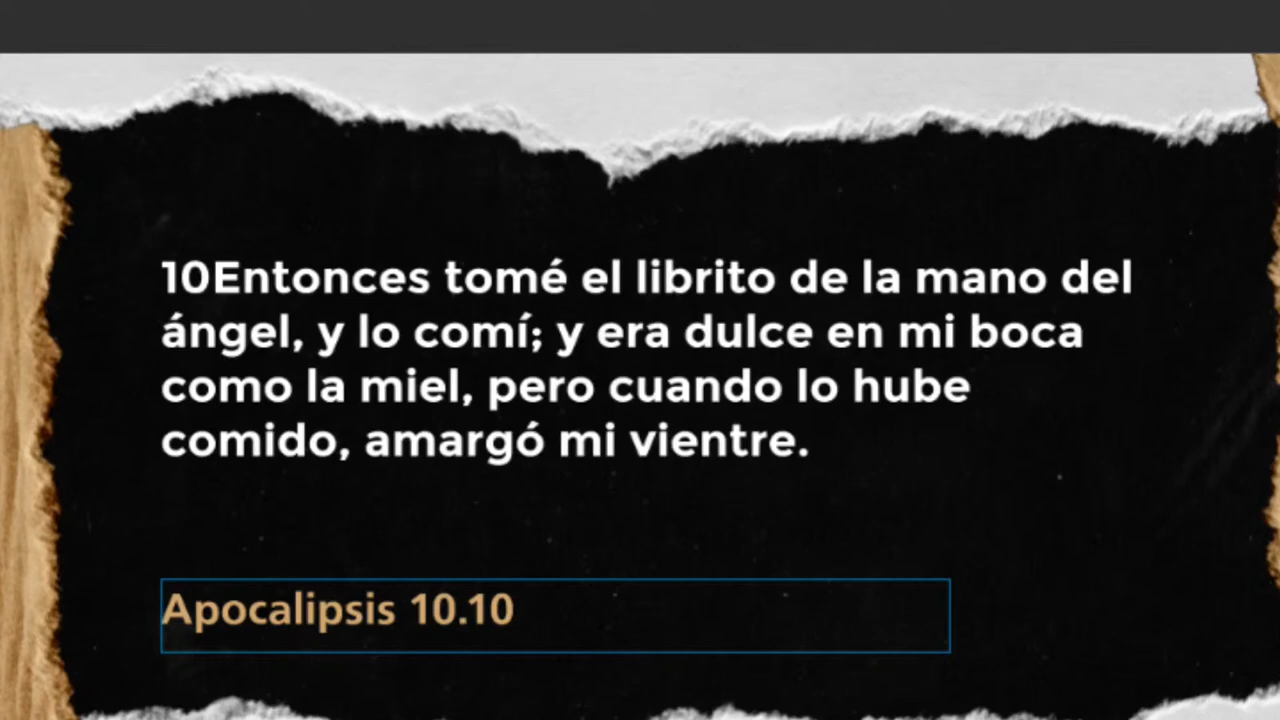 10Entonces tomé el librito de la mano del
ángel, y lo comí; y era dulce en mi boca
como la miel, pero cuando lo hube
comido, amargó mi vientre.
Apocalipsis 10.10